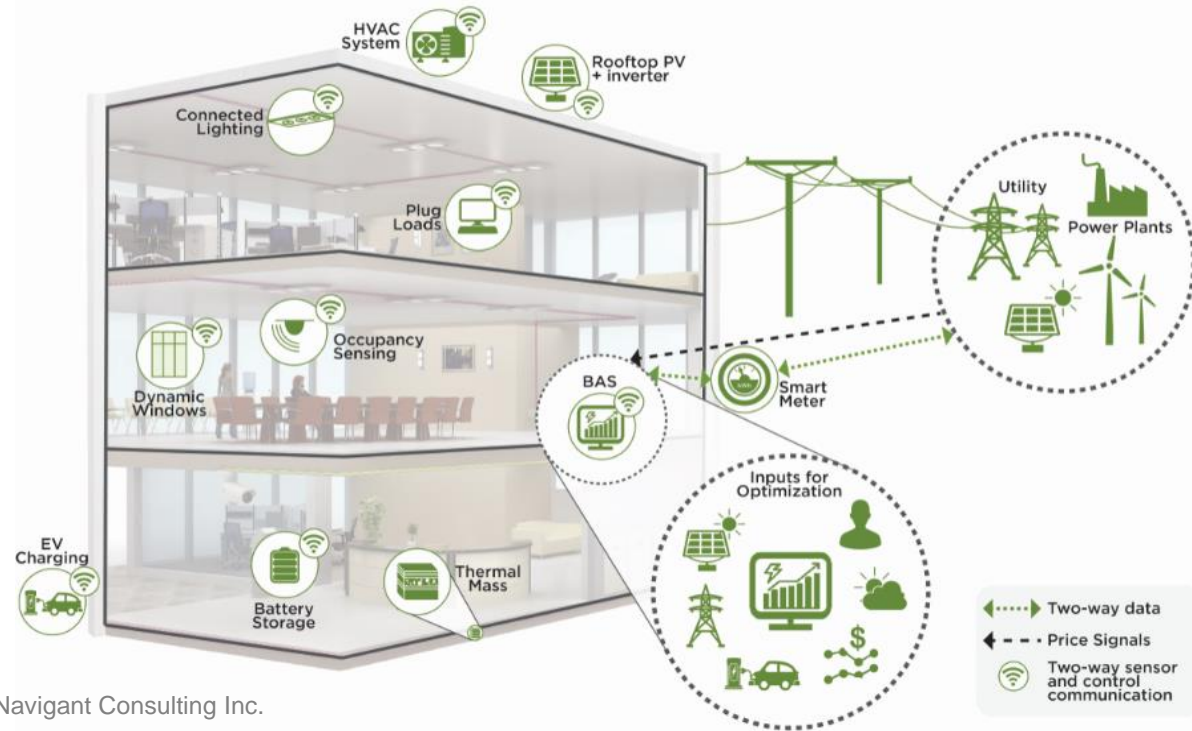 HVAC
System
Rooftop PV
+ inverter
Connected
Lighting
Plug
Loads
Utility
Power Plants
Occupancy
Sensing
Dynamic
Windows
BAS
Smart
Meter
Inputs for
Optimization
EV
Charging
Battery
Storage
Thermal
Mass
$
Two-way data
Price Signals
Two-way sensor
and control
communication
Navigant Consulting Inc.